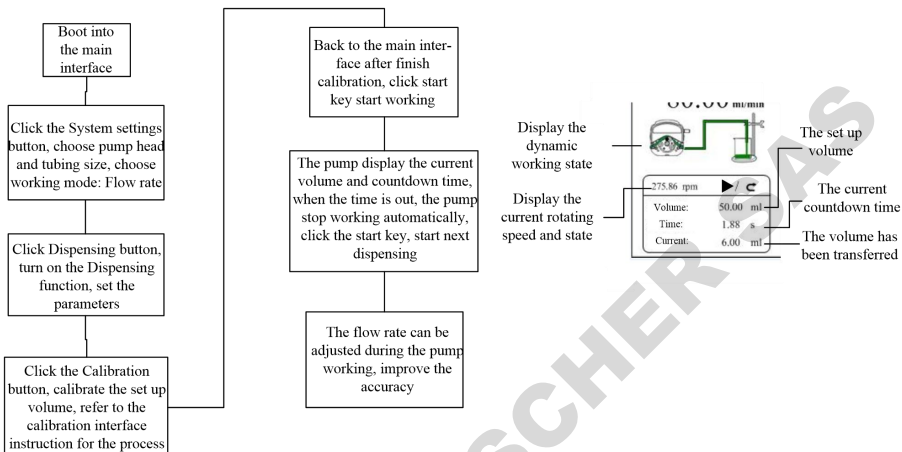 Boot into
the main
interface
Click the System settings
button, choose pump head
and tubing size, choose
working mode: Flow rate
Click Dispensing button,
turn on the Dispensing
function, set the
parameters
Click the Calibration
button, calibrate the set up
volume, refer to the
calibration interface
instruction for the process
Back to the main inter-
face after finish
calibration, click start
key start working
The pump display the current
volume and countdown time,
when the time is out, the pump
stop working automatically,
click the start key, start next
dispensing
The flow rate can be
adjusted during the pump
working, improve the
accuracy
Display the
dynamic
working state
Display the
current rotating
speed and state
ml/min
275.86 rpm
Volume: 50.00 ml
Time: 1.88 s
Current: 6.00 ml
The set up
volume
The current
countdown time
The volume has
been transferred
SCHER SAS